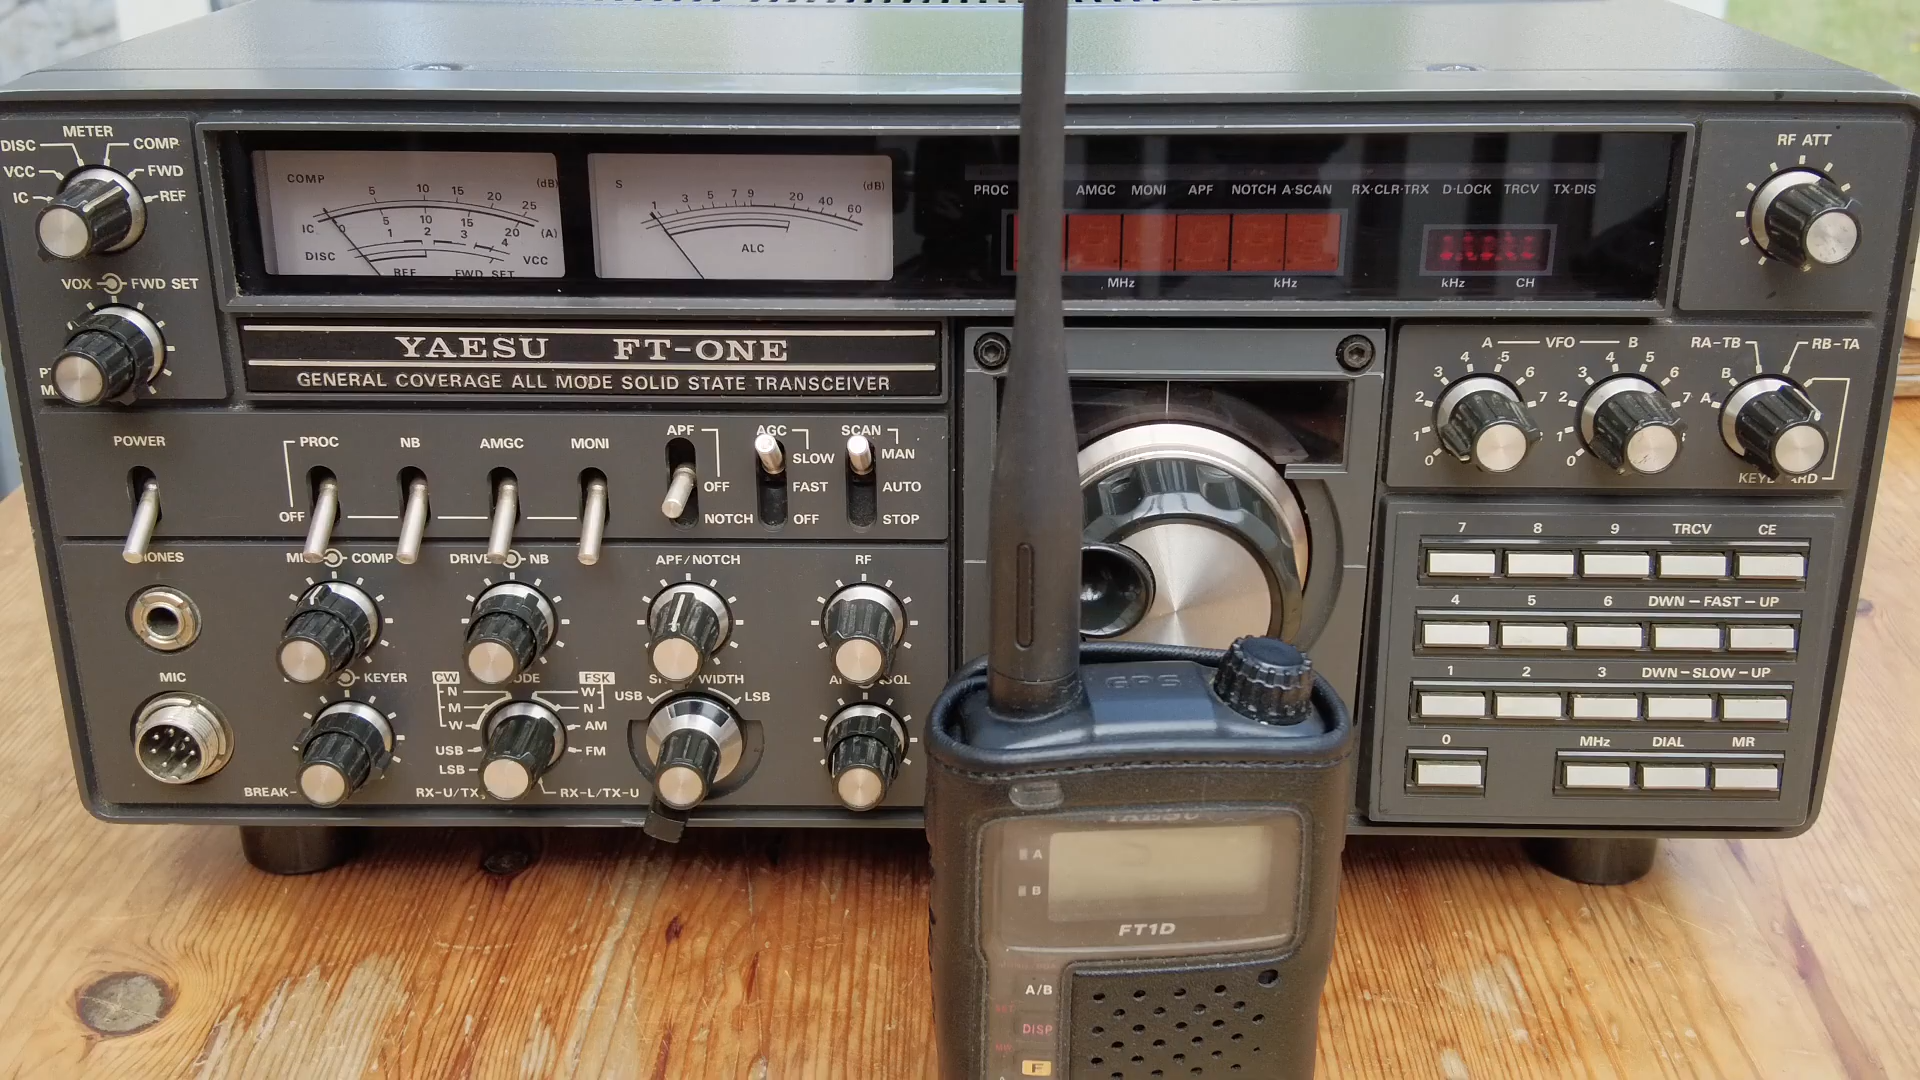 METER
DISC
COMP
VCC
FWD
IC
REF
VOX
FWD SET
COMP
5 10 15 20 25
(dB)
IC 0 5 10 15 20 (A)
1 2 3 4
DISC
VCC
REF
FWD SET
S
1 3 5 7 9 20 40 60
(dB)
ALC
PROC AMGC MONI APF NOTCH A·SCAN RX·CLR·TRX D·LOCK TRCV TX·DIS
MHz kHz kHz CH
RF ATT
YAESU FT-ONE
GENERAL COVERAGE ALL MODE SOLID STATE TRANSCEIVER
A VFO B
0 1 2 3 4 5 6 7
0 1 2 3 4 5 6 7
RA-TB
RB-TA
B
A
POWER
PROC
OFF
NB
AMGC
MONI
APF
OFF
NOTCH
AGC
SLOW
FAST
OFF
SCAN
MAN
AUTO
STOP
COMP
NB
APF/NOTCH
RF
MIC
KEYER
BREAK-
CW
N
M
W
USB
LSB
FSK
W
N
AM
FM
RX-L/TX-U
WIDTH
USB
LSB
SQL
7 8 9 TRCV CE
4 5 6 DWN-FAST-UP
1 2 3 DWN-SLOW-UP
0 MHz DIAL MR
GPS
YAESU
A
B
FT1D
A/B
DISP
F